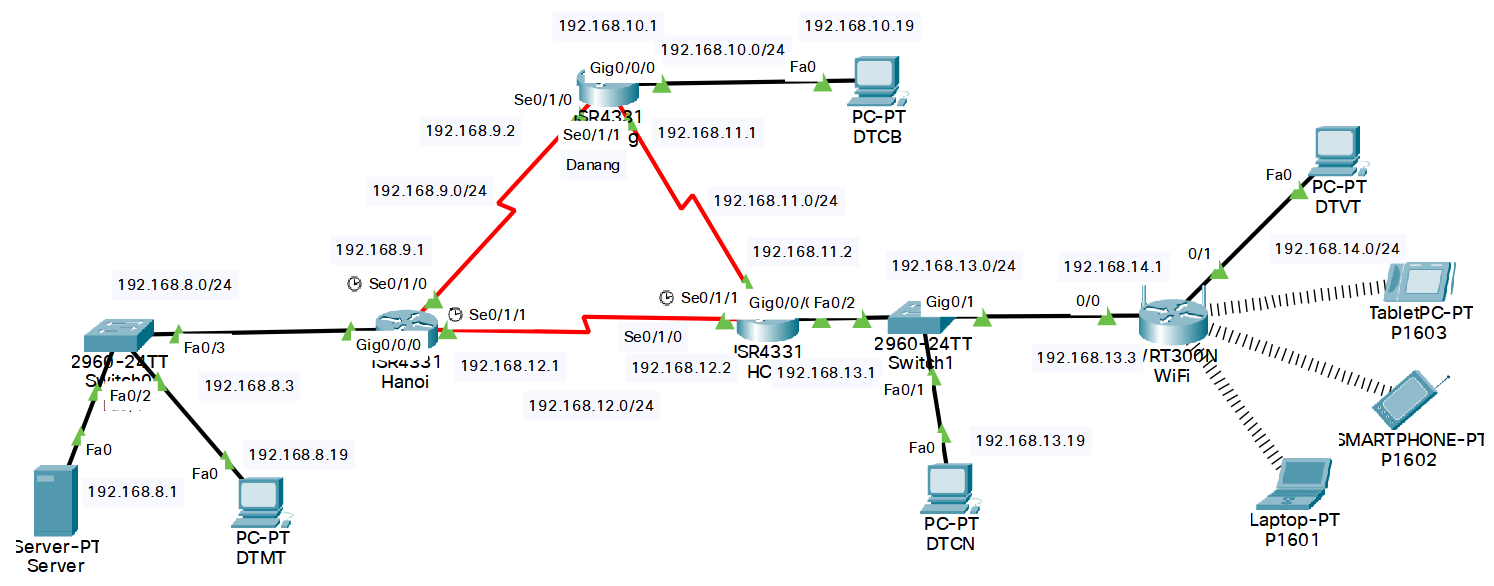 192.168.10.1
192.168.10.19
192.168.10.0/24
Gig0/0/0
Fa0
Se0/1/0
ISR4331
PC-PT
DTCB
192.168.9.2
Se0/1/1
192.168.11.1
Danang
192.168.9.0/24
192.168.11.0/24
Fa0
PC-PT
DTVT
192.168.9.1
192.168.11.2
0/1
192.168.14.0/24
192.168.8.0/24
Se0/1/0
192.168.13.0/24
192.168.14.1
Se0/1/1
Se0/1/1
Fa0/2
Gig0/1
0/0
TabletPC-PT
P1603
Fa0/3
Gig0/0/0
Se0/1/0
2960-24TT
Switch0
ISR4331
Hanoi
192.168.12.1
ISR4331
192.168.12.2
192.168.13.1
2960-24TT
Switch1
192.168.13.3
WRT300N
WiFi
192.168.8.3
Fa0/2
192.168.12.0/24
Fa0/1
SMARTPHONE-PT
P1602
Fa0
192.168.8.19
Fa0
192.168.8.1
Fa0
192.168.13.19
Server-PT
Server
PC-PT
DTMT
PC-PT
DTCN
Laptop-PT
P1601